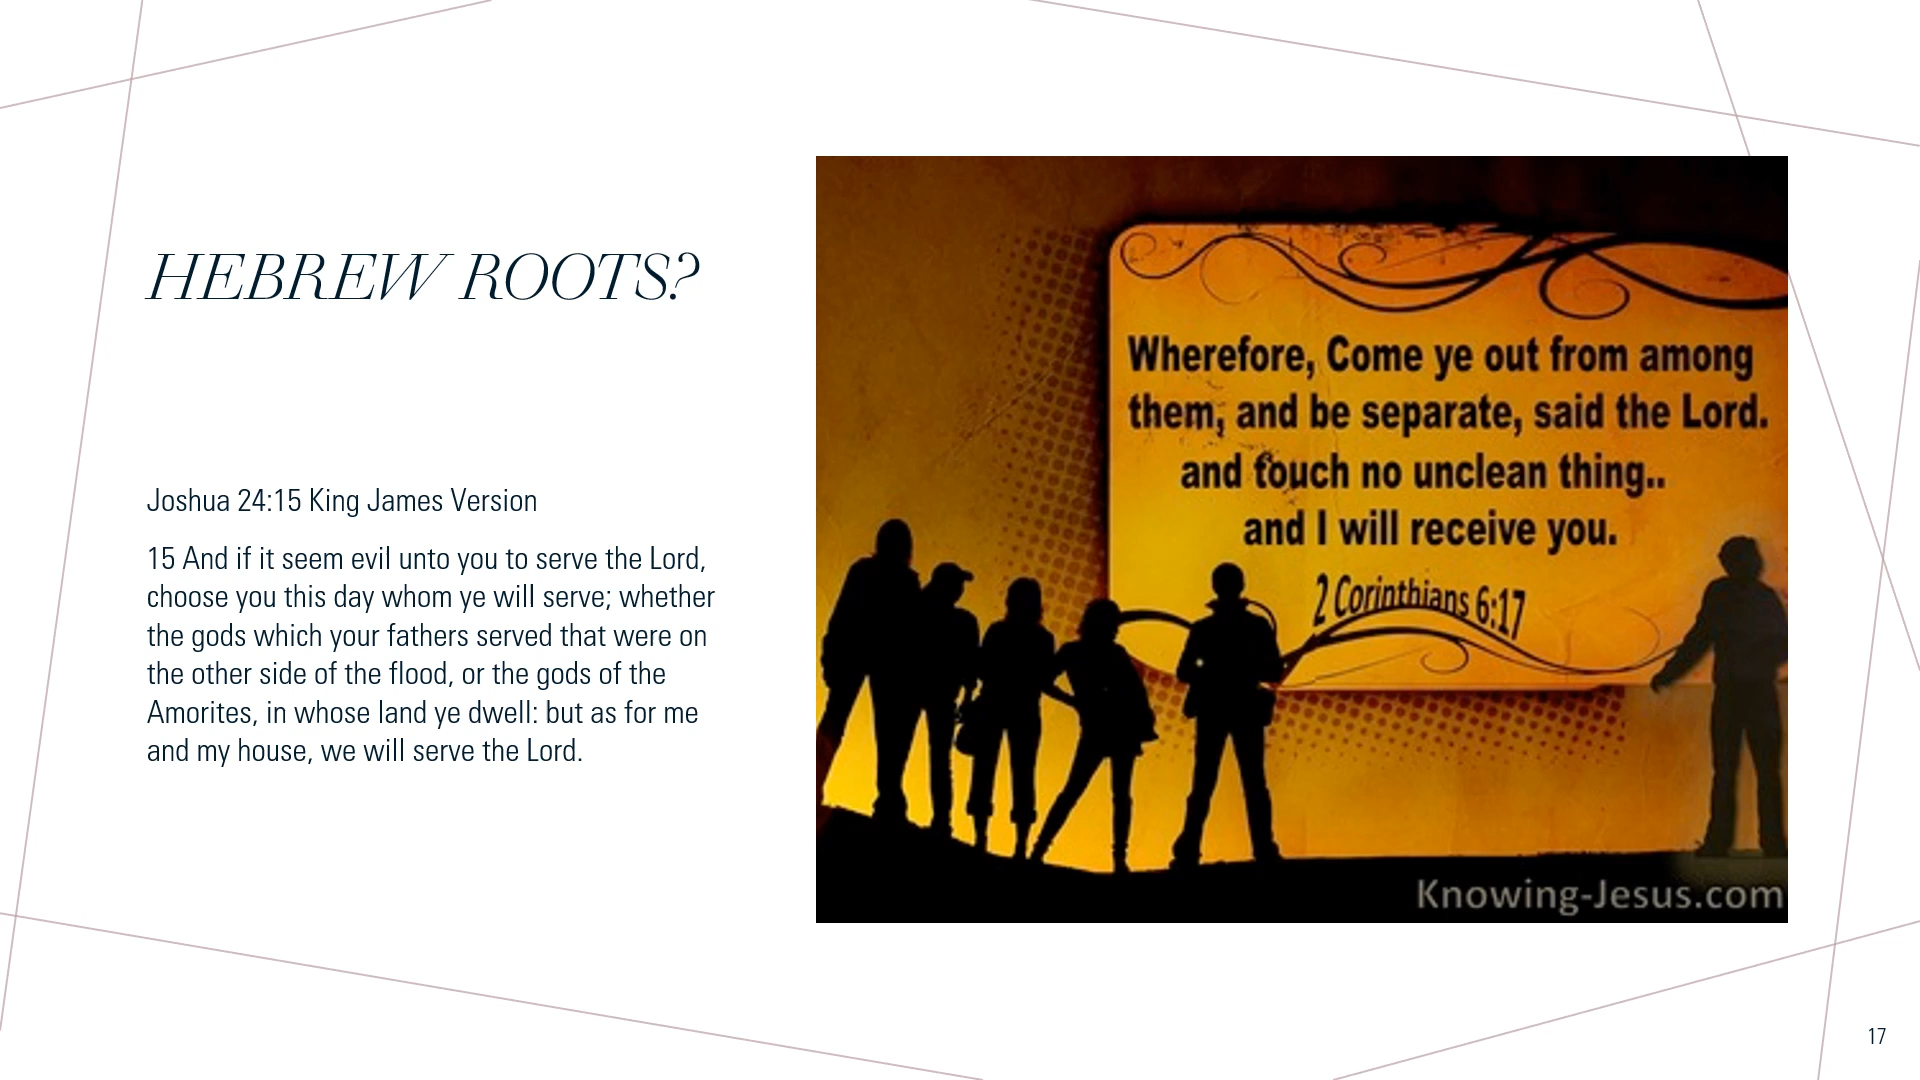 HEBREW ROOTS?
Joshua 24:15 King James Version
15 And if it seem evil unto you to serve the Lord,
choose you this day whom ye will serve; whether
the gods which your fathers served that were on
the other side of the flood, or the gods of the
Amorites, in whose land ye dwell: but as for me
and my house, we will serve the Lord.
Wherefore, Come ye out from among
them, and be separate, said the Lord.
and touch no unclean thing..
and I will receive you.
2 Corinthians 6:17
Knowing-Jesus.com
17